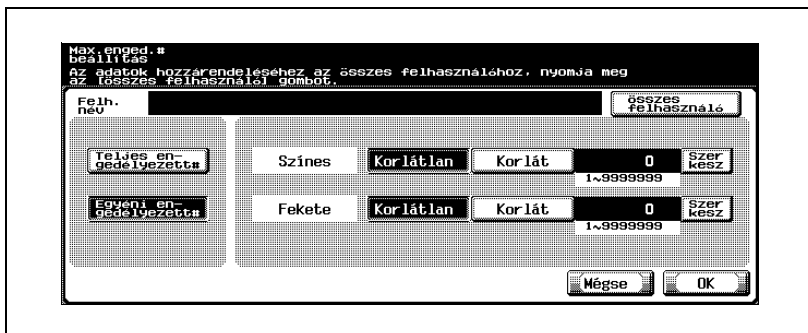 Max.enged.#
beállítás
Az adatok hozzárendeléséhez az összes felhasználóhoz, nyomja meg
az [összes felhasználó] gombot.
Felh.
név
összes
felhasználó
Teljes en-
gedélyezett#
Színes
Korlátlan
Korlát
0
Szer
kesz
1~9999999
Egyéni en-
gedélyezett#
Fekete
Korlátlan
Korlát
0
Szer
kesz
1~9999999
Mégse
OK